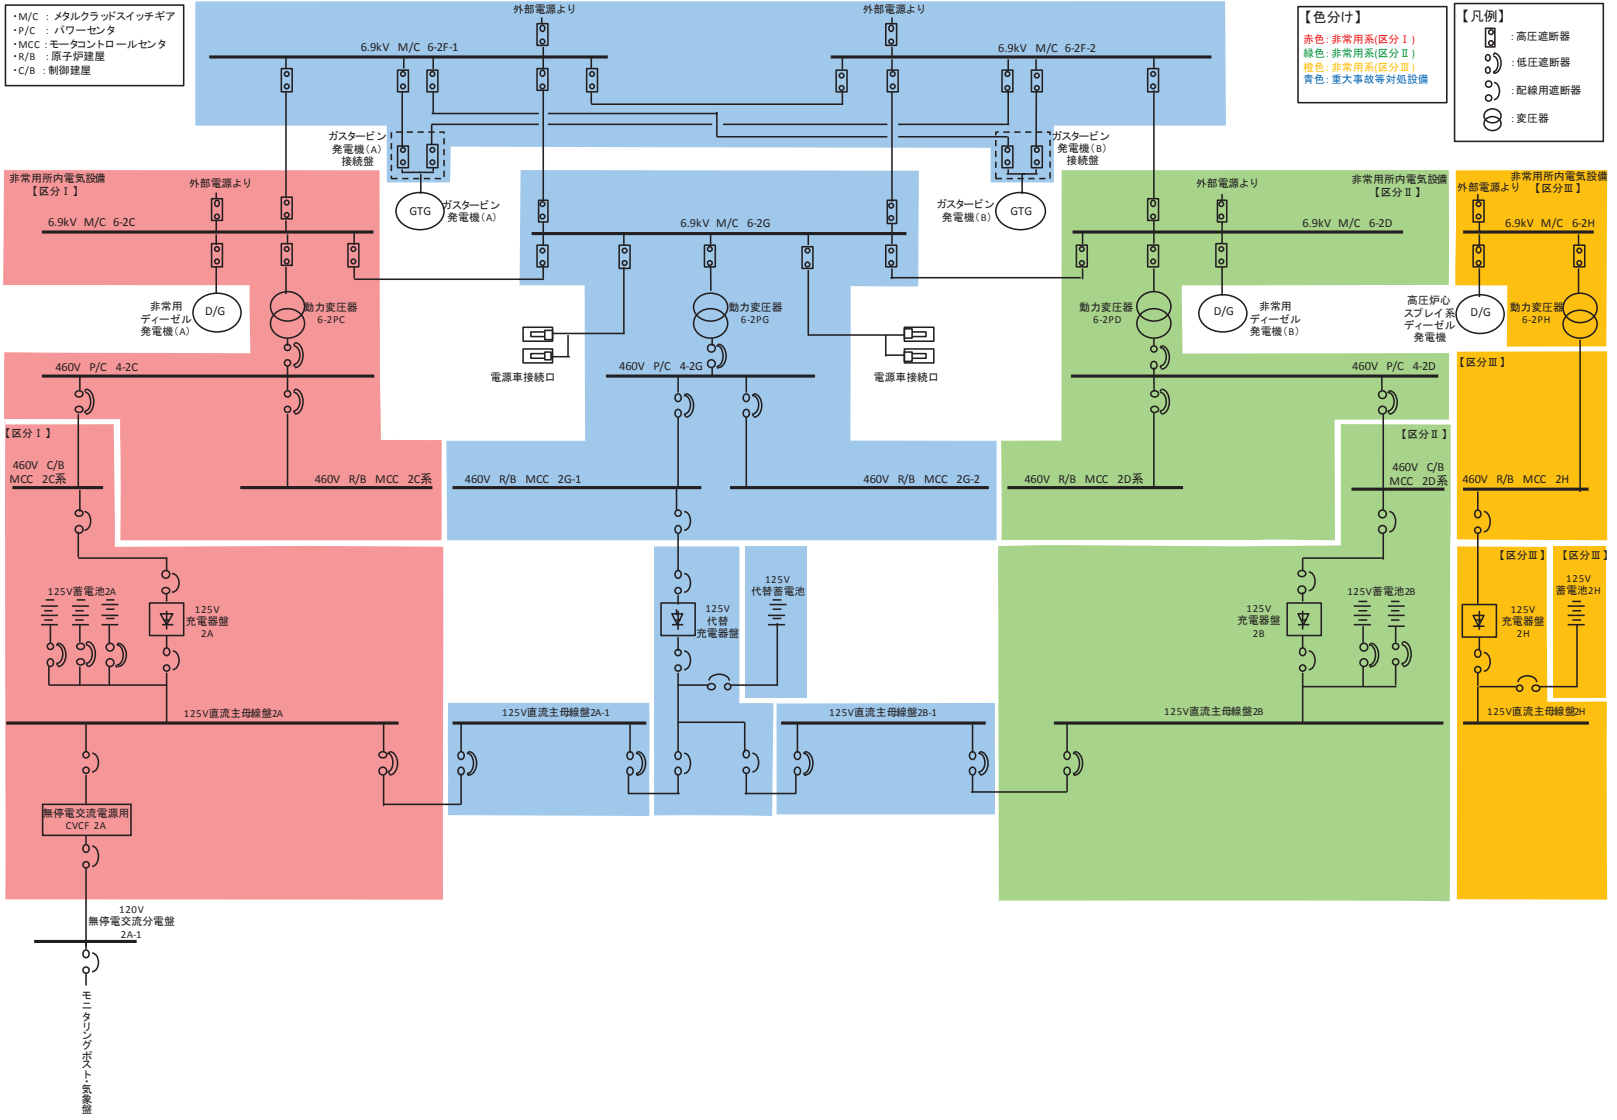 ・M/C ： メタルクラッドスイッチギア
・P/C ： パワーセンタ
・MCC ：モータコントロールセンタ
・R/B ：原子炉建屋
・C/B ：制御建屋
外部電源より
外部電源より
6.9kV M/C 6-2F-1
6.9kV M/C 6-2F-2
【色分け】
赤色：非常用系(区分Ⅰ)
緑色：非常用系(区分Ⅱ)
橙色：非常用系(区分Ⅲ)
青色：重大事故等対処設備
【凡例】
：高圧遮断器
：低圧遮断器
：配線用遮断器
：変圧器
ガスタービン
発電機(A)
接続盤
ガスタービン
発電機(B)
接続盤
GTG
ガスタービン
発電機(A)
ガスタービン
発電機(B)
GTG
非常用所内電気設備
【区分Ⅰ】
外部電源より
6.9kV M/C 6-2C
6.9kV M/C 6-2G
外部電源より
非常用所内電気設備
【区分Ⅱ】
6.9kV M/C 6-2D
非常用所内電気設備
外部電源より 【区分Ⅲ】
6.9kV M/C 6-2H
非常用
ディーゼル
発電機(A)
D/G
動力変圧器
6-2PC
動力変圧器
6-2PG
動力変圧器
6-2PD
D/G
非常用
ディーゼル
発電機(B)
高圧炉心
スプレイ系
ディーゼル
発電機
D/G
動力変圧器
6-2PH
電源車接続口
電源車接続口
460V P/C 4-2C
460V P/C 4-2G
460V P/C 4-2D
【区分Ⅲ】
【区分Ⅰ】
【区分Ⅱ】
460V C/B
MCC 2C系
460V R/B MCC 2C系
460V R/B MCC 2G-1
460V R/B MCC 2G-2
460V R/B MCC 2D系
460V C/B
MCC 2D系
460V R/B MCC 2H
【区分Ⅲ】
【区分Ⅲ】
125V蓄電池2A
125V
充電器盤
2A
125V
代替
充電器盤
125V
代替蓄電池
125V
充電器盤
2B
125V蓄電池2B
125V
充電器盤
2H
125V
蓄電池2H
125V直流主母線盤2A
125V直流主母線盤2A-1
125V直流主母線盤2B-1
125V直流主母線盤2B
125V直流主母線盤2H
無停電交流電源用
CVCF 2A
120V
無停電交流分電盤
2A-1
モニタリングポスト・気象盤